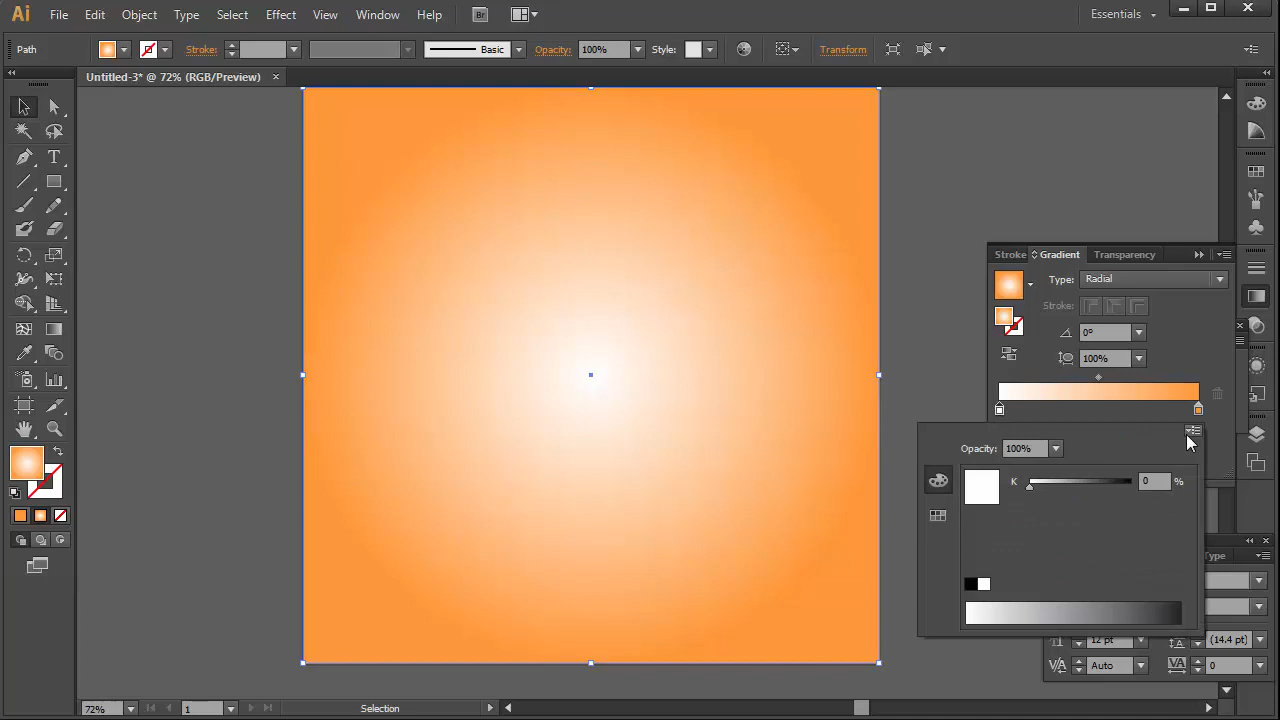 Ai File Edit Object Type Select Effect View Window Help Br Essentials
Path Stroke: Basic Opacity: 100% Style: Transform
Untitled-3* @ 72% (RGB/Preview)
Stroke Gradient Transparency
Type: Radial
Stroke:
0°
100%
Opacity: 100%
K 0 %
Type
12 pt (14.4 pt)
Auto 0
72% 1 Selection